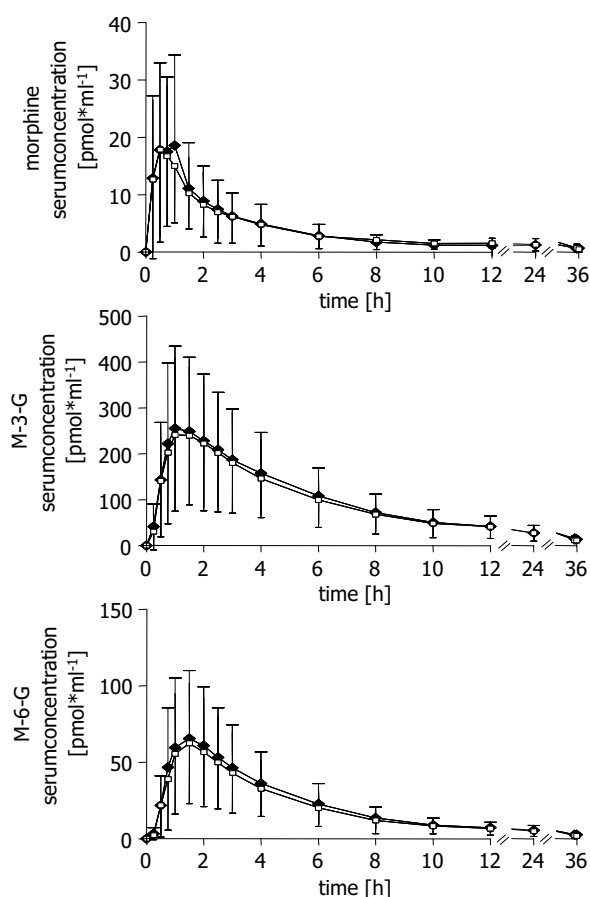 morphine
serumconcentration
[pmol*ml-1]
40
30
20
10
0
0 2 4 6 8 10 12 24 36
time [h]
M-3-G
serumconcentration
[pmol*ml-1]
500
400
300
200
100
0
0 2 4 6 8 10 12 24 36
time [h]
M-6-G
serumconcentration
[pmol*ml-1]
150
100
50
0
0 2 4 6 8 10 12 24 36
time [h]